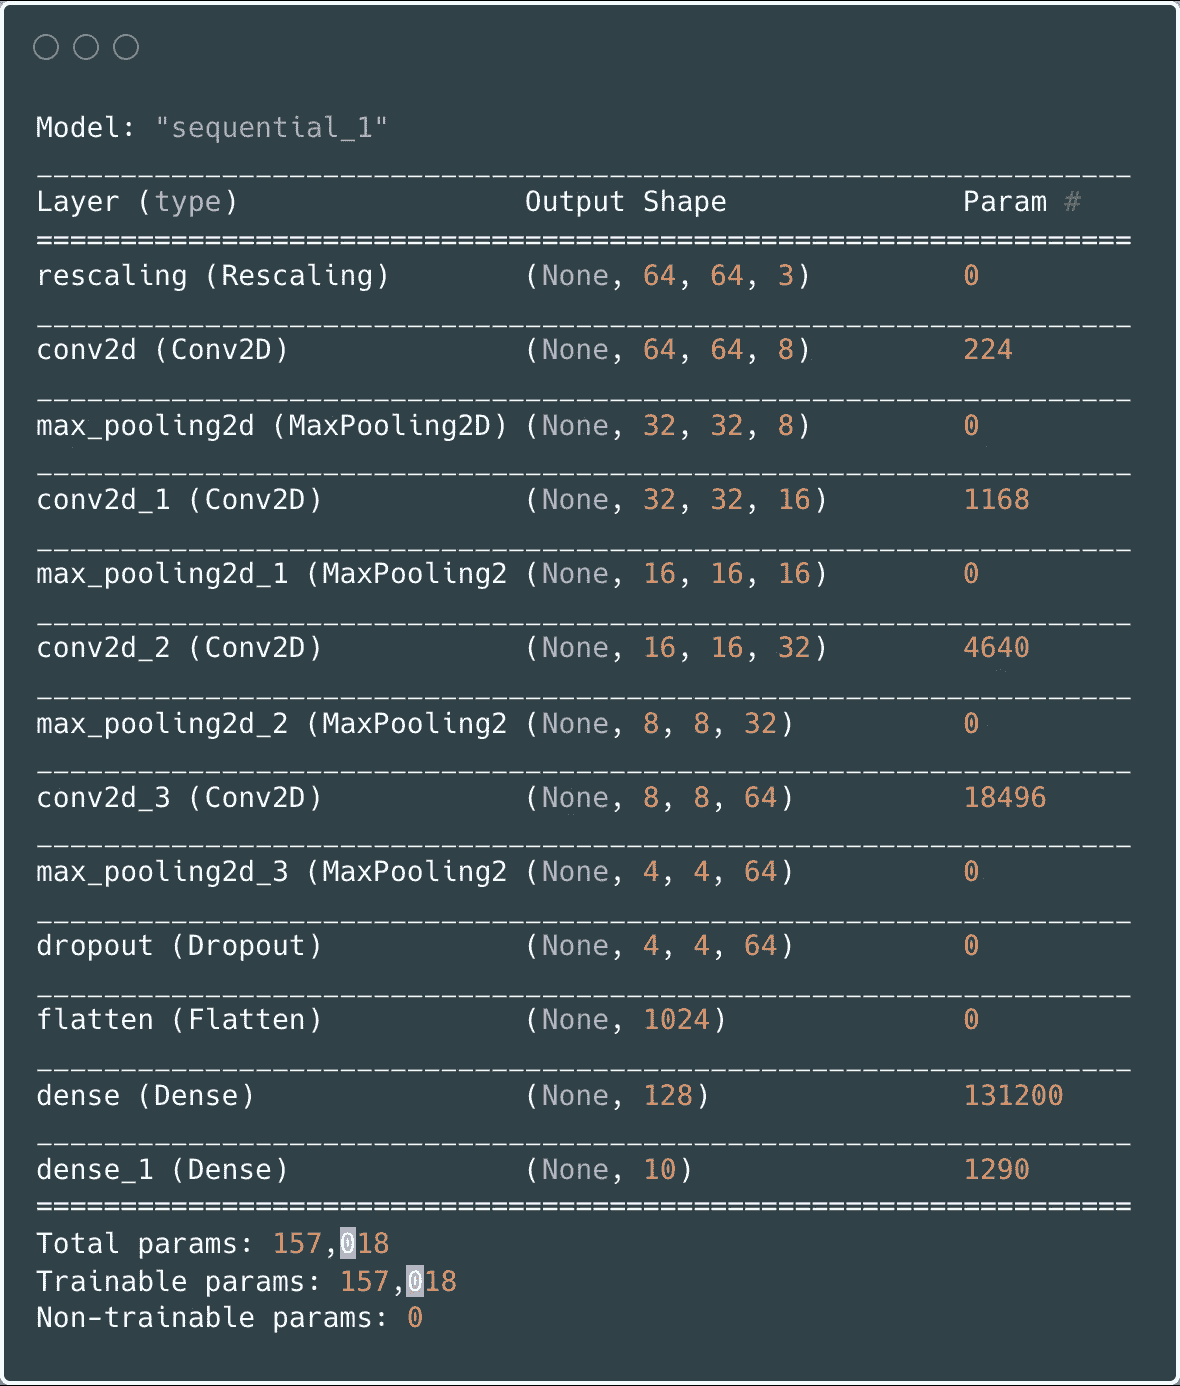 Model: "sequential_1"
_________________________________________________________________
Layer (type)                 Output Shape              Param #
=================================================================
rescaling (Rescaling)        (None, 64, 64, 3)         0
_________________________________________________________________
conv2d (Conv2D)              (None, 64, 64, 8)         224
_________________________________________________________________
max_pooling2d (MaxPooling2D) (None, 32, 32, 8)         0
_________________________________________________________________
conv2d_1 (Conv2D)            (None, 32, 32, 16)        1168
_________________________________________________________________
max_pooling2d_1 (MaxPooling2 (None, 16, 16, 16)        0
_________________________________________________________________
conv2d_2 (Conv2D)            (None, 16, 16, 32)        4640
_________________________________________________________________
max_pooling2d_2 (MaxPooling2 (None, 8, 8, 32)          0
_________________________________________________________________
conv2d_3 (Conv2D)            (None, 8, 8, 64)          18496
_________________________________________________________________
max_pooling2d_3 (MaxPooling2 (None, 4, 4, 64)          0
_________________________________________________________________
dropout (Dropout)            (None, 4, 4, 64)          0
_________________________________________________________________
flatten (Flatten)            (None, 1024)              0
_________________________________________________________________
dense (Dense)                (None, 128)               131200
_________________________________________________________________
dense_1 (Dense)              (None, 10)                1290
=================================================================
Total params: 157,018
Trainable params: 157,018
Non-trainable params: 0